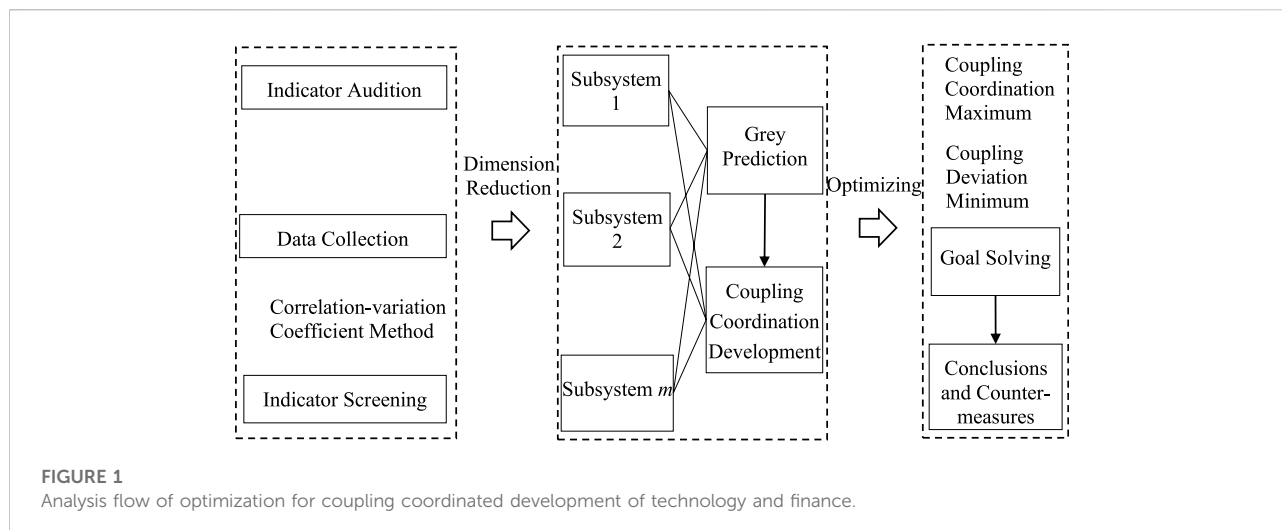 Indicator Audition
Data Collection
Correlation-variation
Coefficient Method
Indicator Screening
Dimension
Reduction
Subsystem
1
Subsystem
2
Subsystem m
Grey
Prediction
Coupling
Coordination
Development
Optimizing
Coupling
Coordination
Maximum
Coupling
Deviation
Minimum
Goal Solving
Conclusions
and Counter-
measures
FIGURE 1
Analysis flow of optimization for coupling coordinated development of technology and finance.